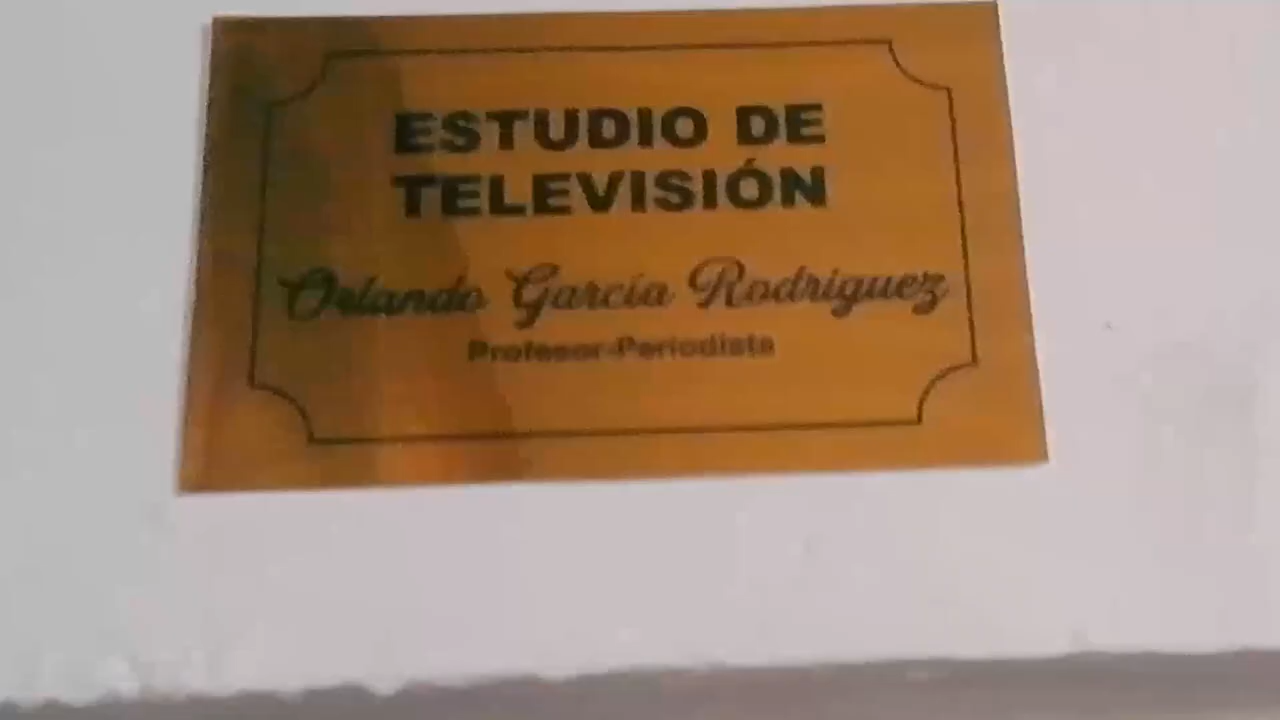 ESTUDIO DE
TELEVISIÓN
Orlando García Rodriguez
Profesor-Periodista